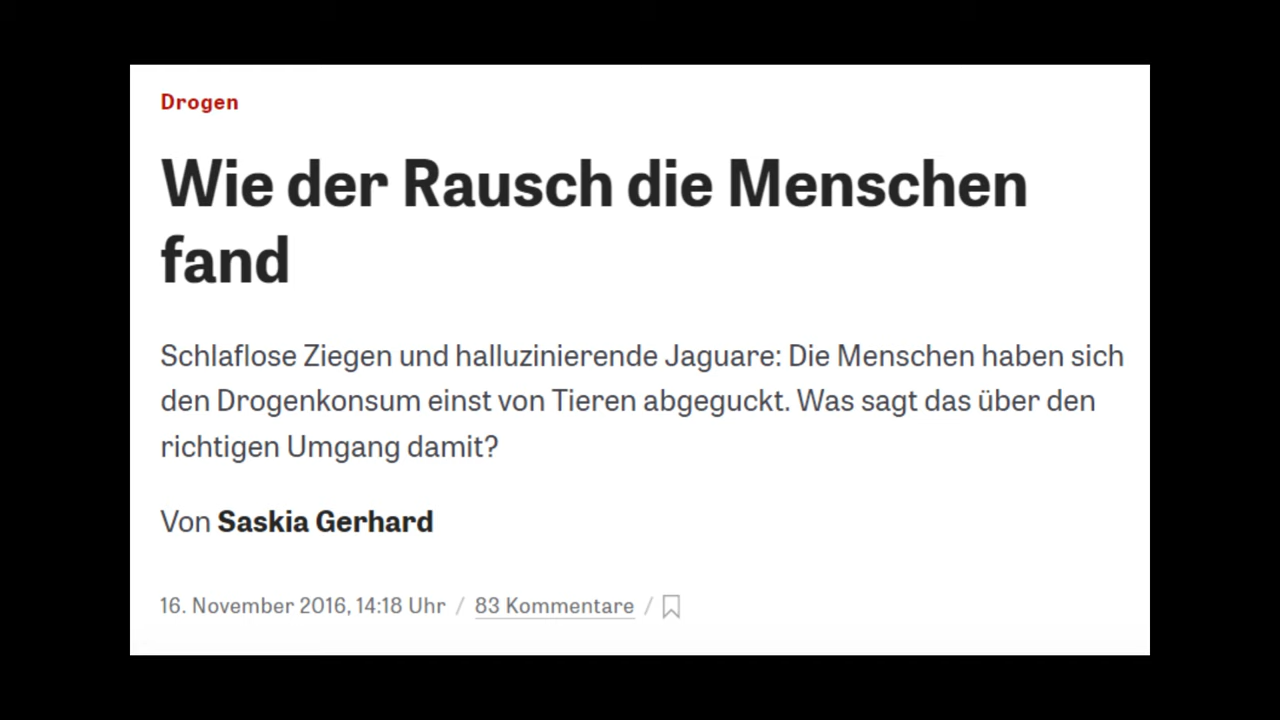 Drogen
Wie der Rausch die Menschen
fand
Schlaflose Ziegen und halluzinierende Jaguare: Die Menschen haben sich
den Drogenkonsum einst von Tieren abgeguckt. Was sagt das über den
richtigen Umgang damit?
Von Saskia Gerhard
16. November 2016, 14:18 Uhr / 83 Kommentare /